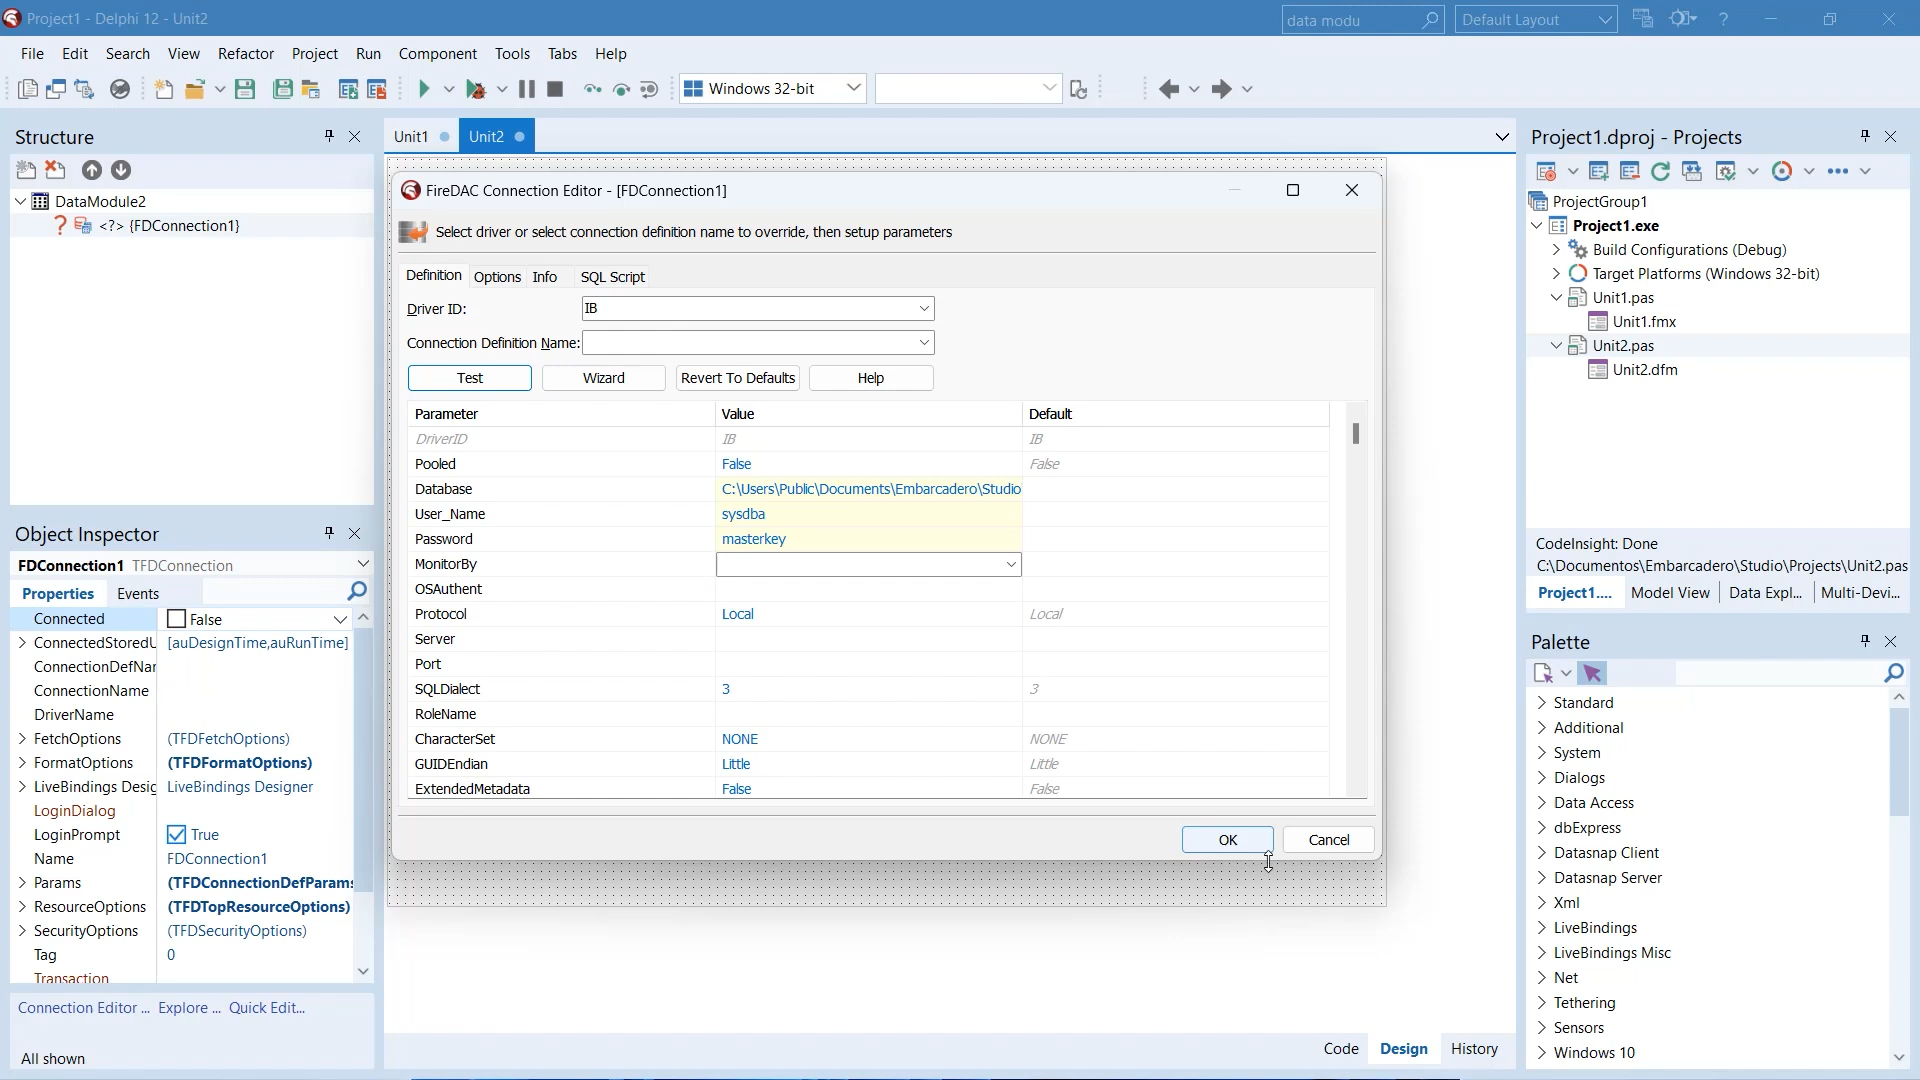 Project1 - Delphi 12 - Unit2
data modu
Default Layout
?
File Edit Search View Refactor Project Run Component Tools Tabs Help
Windows 32-bit
Structure
DataModule2
<?> {FDConnection1}
Object Inspector
FDConnection1 TFDConnection
Properties Events
Connected False
ConnectedStoredU [auDesignTime,auRunTime]
ConnectionDefNar
ConnectionName
DriverName
FetchOptions (TFDFetchOptions)
FormatOptions (TFDFormatOptions)
LiveBindings Desig LiveBindings Designer
LoginDialog
LoginPrompt True
Name FDConnection1
Params (TFDConnectionDefParams
ResourceOptions (TFDTopResourceOptions)
SecurityOptions (TFDSecurityOptions)
Tag 0
Transaction
Connection Editor ... Explore ... Quick Edit...
All shown
Unit1 Unit2
FireDAC Connection Editor - [FDConnection1]
Select driver or select connection definition name to override, then setup parameters
Definition Options Info SQL Script
Driver ID: IB
Connection Definition Name:
Test Wizard Revert To Defaults Help
Parameter Value Default
DriverID IB IB
Pooled False False
Database C:\Users\Public\Documents\Embarcadero\Studio
User_Name sysdba
Password masterkey
MonitorBy
OSAuthent
Protocol Local Local
Server
Port
SQLDialect 3 3
RoleName
CharacterSet NONE NONE
GUIDEndian Little Little
ExtendedMetadata False False
OK Cancel
Code Design History
Project1.dproj - Projects
ProjectGroup1
Project1.exe
Build Configurations (Debug)
Target Platforms (Windows 32-bit)
Unit1.pas
Unit1.fmx
Unit2.pas
Unit2.dfm
CodeInsight: Done
C:\Documentos\Embarcadero\Studio\Projects\Unit2.pas
Project1.... Model View Data Expl... Multi-Devi...
Palette
Standard
Additional
System
Dialogs
Data Access
dbExpress
Datasnap Client
Datasnap Server
Xml
LiveBindings
LiveBindings Misc
Net
Tethering
Sensors
Windows 10